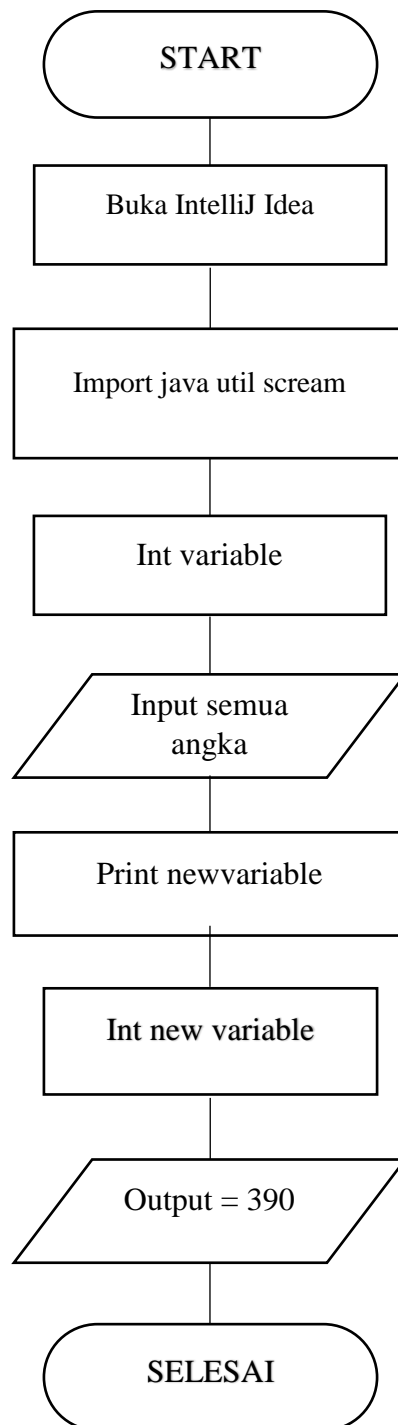 START
Buka IntelliJ Idea
Import java util scream
Int variable
Input semua
angka
Print newvariable
Int new variable
Output = 390
SELESAI